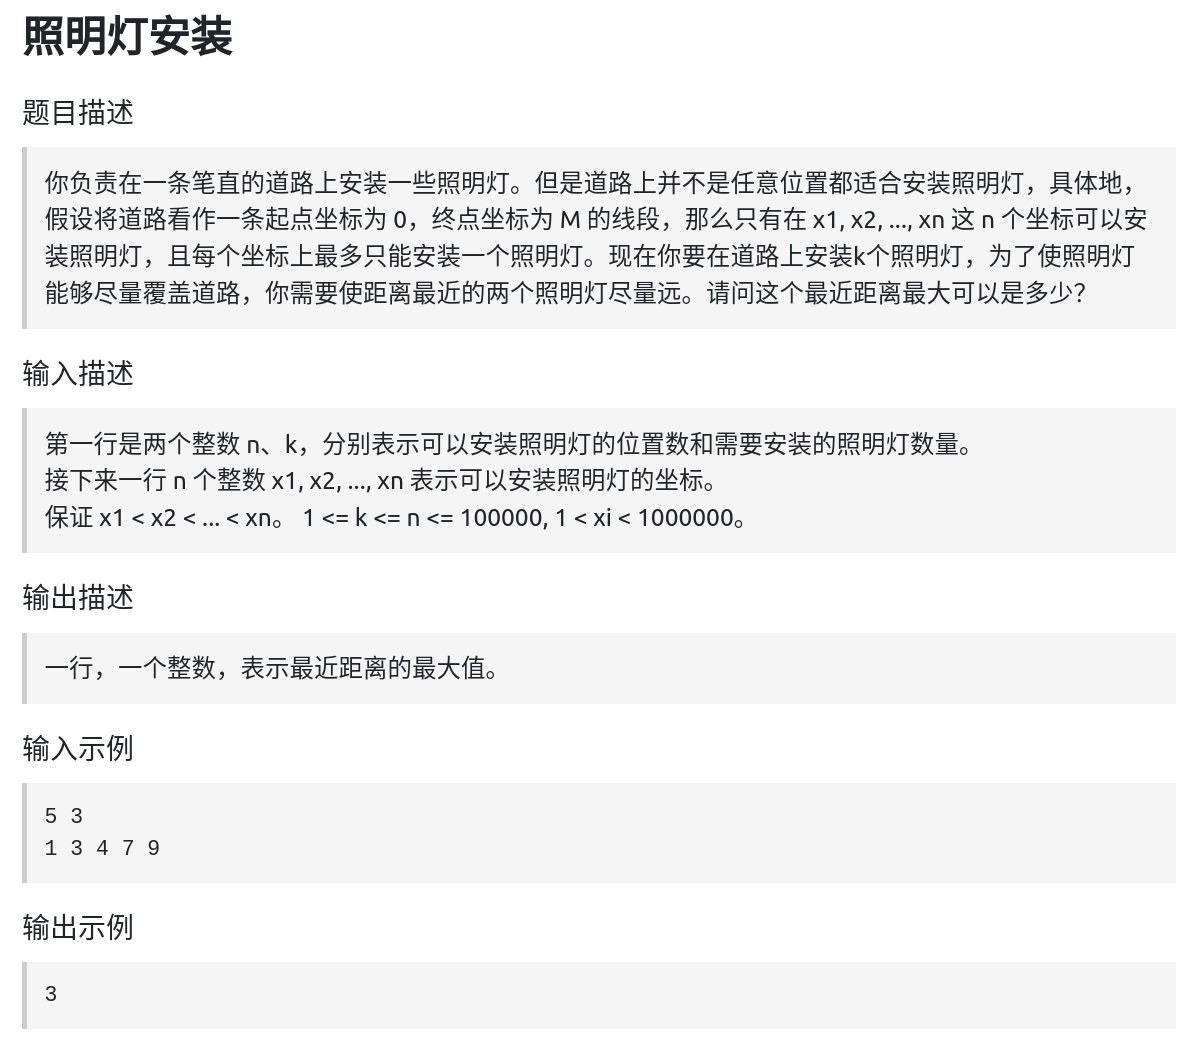 照明灯安装
题目描述
你负责在一条笔直的道路上安装一些照明灯。但是道路上并不是任意位置都适合安装照明灯，具体地，
假设将道路看作一条起点坐标为 0，终点坐标为 M 的线段，那么只有在 x1, x2, ..., xn 这 n 个坐标可以安
装照明灯，且每个坐标上最多只能安装一个照明灯。现在你要在道路上安装k个照明灯，为了使照明灯
能够尽量覆盖道路，你需要使距离最近的两个照明灯尽量远。请问这个最近距离最大可以是多少？
输入描述
第一行是两个整数 n、k，分别表示可以安装照明灯的位置数和需要安装的照明灯数量。
接下来一行 n 个整数 x1, x2, ..., xn 表示可以安装照明灯的坐标。
保证 x1 < x2 < ... < xn。 1 <= k <= n <= 100000, 1 < xi < 1000000。
输出描述
一行，一个整数，表示最近距离的最大值。
输入示例
5 3
1 3 4 7 9
输出示例
3